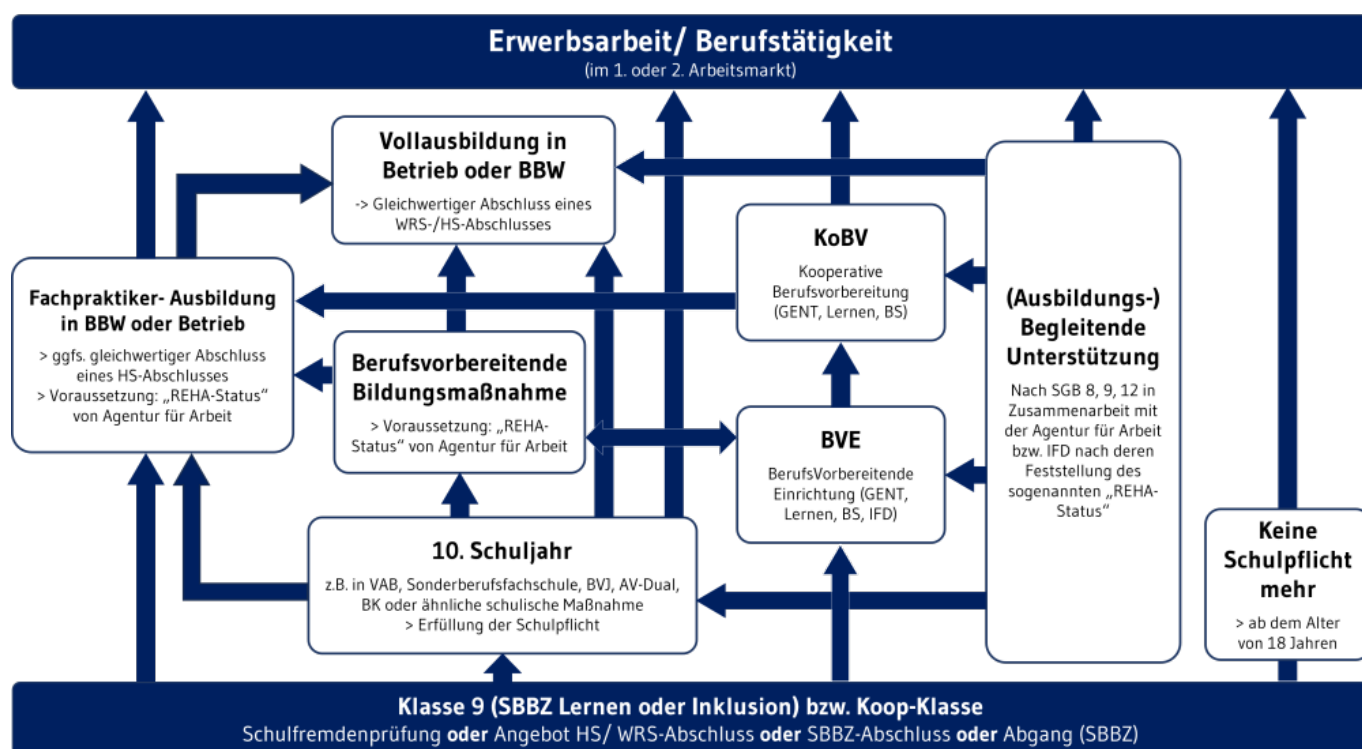 Erwerbsarbeit/ Berufstätigkeit
(im 1. oder 2. Arbeitsmarkt)
Vollausbildung in
Betrieb oder BBW
-> Gleichwertiger Abschluss eines
WRS-/HS-Abschlusses
Fachpraktiker- Ausbildung
in BBW oder Betrieb
> ggfs. gleichwertiger Abschluss
eines HS-Abschlusses
> Voraussetzung: „REHA-Status“
von Agentur für Arbeit
Berufsvorbereitende
Bildungsmaßnahme
> Voraussetzung: „REHA-
Status“ von Agentur für Arbeit
KoBV
Kooperative
Berufsvorbereitung
(GENT, Lernen, BS)
BVE
BerufsVorbereitende
Einrichtung (GENT,
Lernen, BS, IFD)
(Ausbildungs-)
Begleitende
Unterstützung
Nach SGB 8, 9, 12 in
Zusammenarbeit mit
der Agentur für Arbeit
bzw. IFD nach deren
Feststellung des
sogenannten „REHA-
Status“
10. Schuljahr
z.B. in VAB, Sonderberufsfachschule, BVJ, AV-Dual,
BK oder ähnliche schulische Maßnahme
> Erfüllung der Schulpflicht
Keine
Schulpflicht
mehr
> ab dem Alter
von 18 Jahren
Klasse 9 (SBBZ Lernen oder Inklusion) bzw. Koop-Klasse
Schulfremdenprüfung oder Angebot HS/ WRS-Abschluss oder SBBZ-Abschluss oder Abgang (SBBZ)